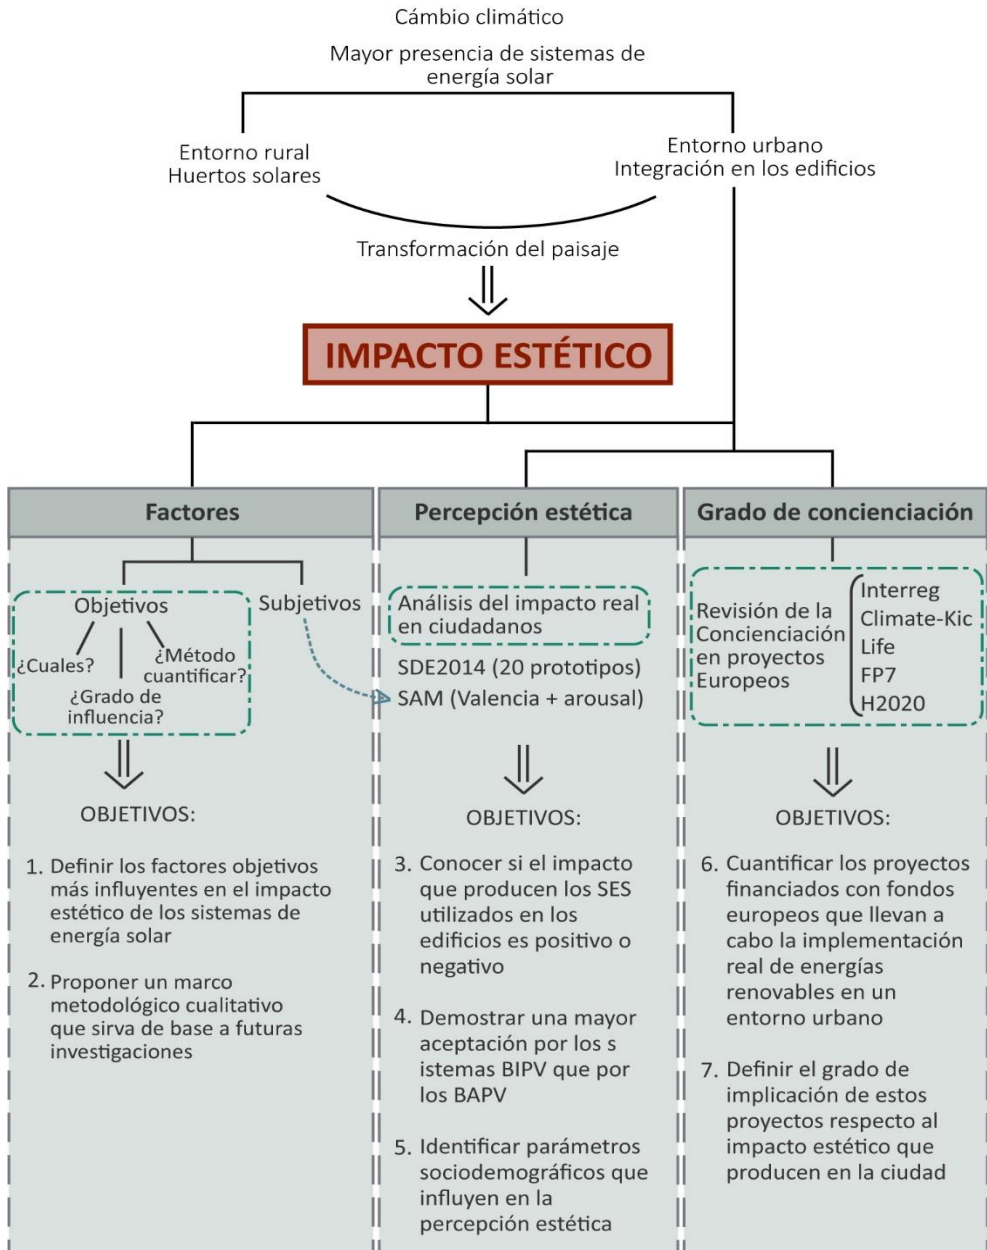 Cámbio climático
Mayor presencia de sistemas de
energía solar
Entorno rural
Huertos solares
Entorno urbano
Integración en los edificios
Transformación del paisaje
IMPACTO ESTÉTICO
Factores
Objetivos
Subjetivos
¿Cuales?
¿Grado de
influencia?
¿Método
cuantificar?
OBJETIVOS:
1. Definir los factores objetivos
más influyentes en el impacto
estético de los sistemas de
energía solar
2. Proponer un marco
metodológico cualitativo
que sirva de base a futuras
investigaciones
Percepción estética
Análisis del impacto real
en ciudadanos
SDE2014 (20 prototipos)
SAM (Valencia + arousal)
OBJETIVOS:
3. Conocer si el impacto
que producen los SES
utilizados en los
edificios es positivo o
negativo
4. Demostrar una mayor
aceptación por los s
istemas BIPV que por
los BAPV
5. Identificar parámetros
sociodemográficos que
influyen en la
percepción estética
Grado de concienciación
Revisión de la
Concienciación
en proyectos
Europeos
Interreg
Climate-Kic
Life
FP7
H2020
OBJETIVOS:
6. Cuantificar los proyectos
financiados con fondos
europeos que llevan a
cabo la implementación
real de energías
renovables en un
entorno urbano
7. Definir el grado de
implicación de estos
proyectos respecto al
impacto estético que
producen en la ciudad